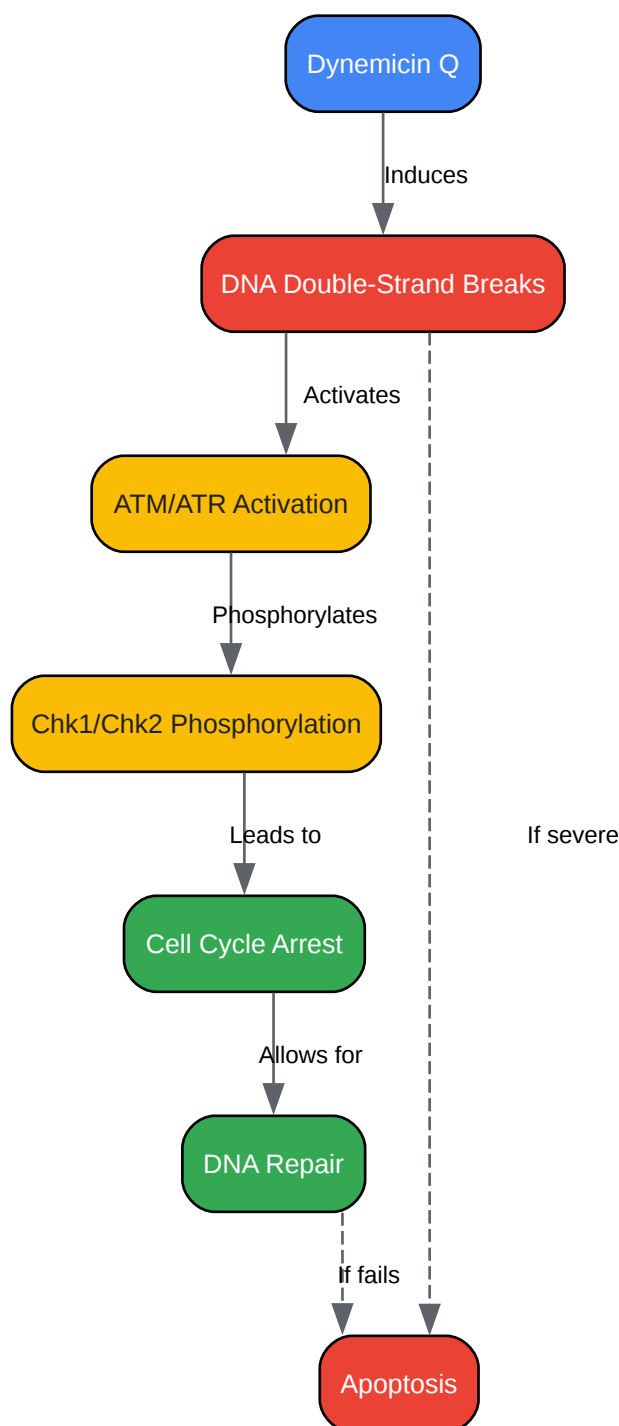 Dynemicin Q
Induces
DNA Double-Strand Breaks
Activates
ATM/ATR Activation
Phosphorylates
Chk1/Chk2 Phosphorylation
Leads to
If severe
Cell Cycle Arrest
Allows for
DNA Repair
If fails
Apoptosis